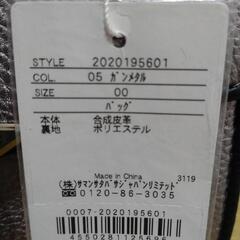 STYLE 2020195601
COL. 05 ガンメタル
SIZE 00
バッグ
本体 合成皮革
裏地 ポリエステル
Made in China
3119
(株)サマンサタバサジャパンリミテッド
0120-86-3035
0007-2020195601
4550281125696